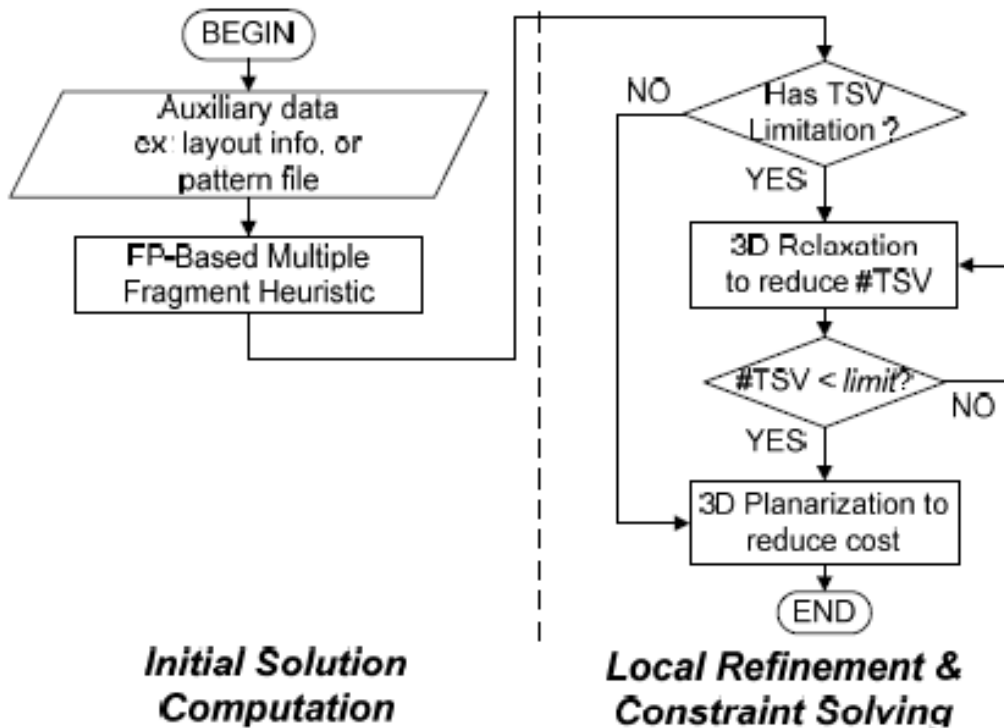 BEGIN
Auxiliary data
ex: layout info. or
pattern file
FP-Based Multiple
Fragment Heuristic
Initial Solution
Computation
Has TSV
Limitation ?
NO
YES
3D Relaxation
to reduce #TSV
#TSV < limit?
NO
YES
3D Planarization to
reduce cost
END
Local Refinement &
Constraint Solving